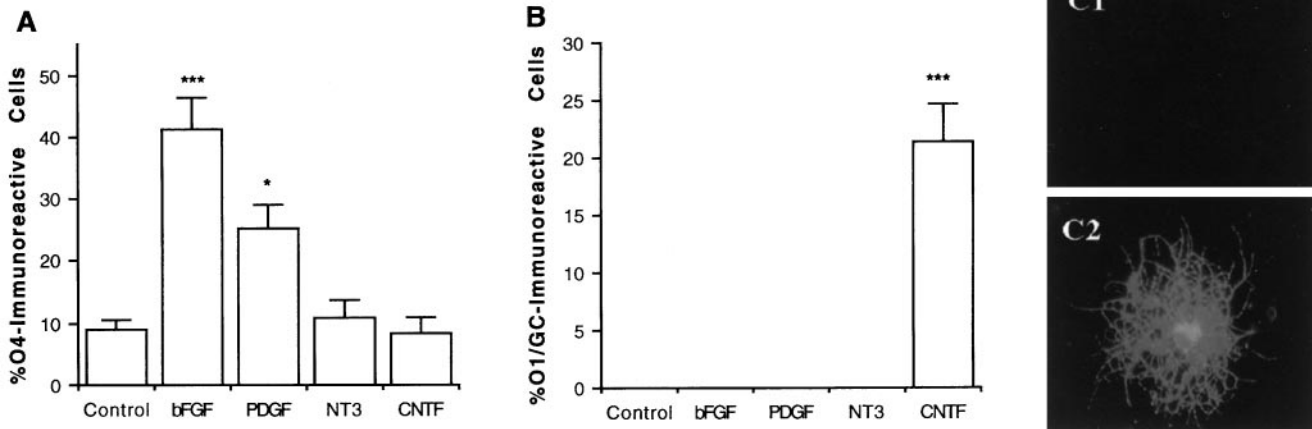 A
%O4-Immunoreactive Cells
50
40
30
20
10
0
***
*
Control bFGF PDGF NT3 CNTF
B
%O1/GC-Immunoreactive Cells
30
25
20
15
10
5
0
***
Control bFGF PDGF NT3 CNTF
C1
C2